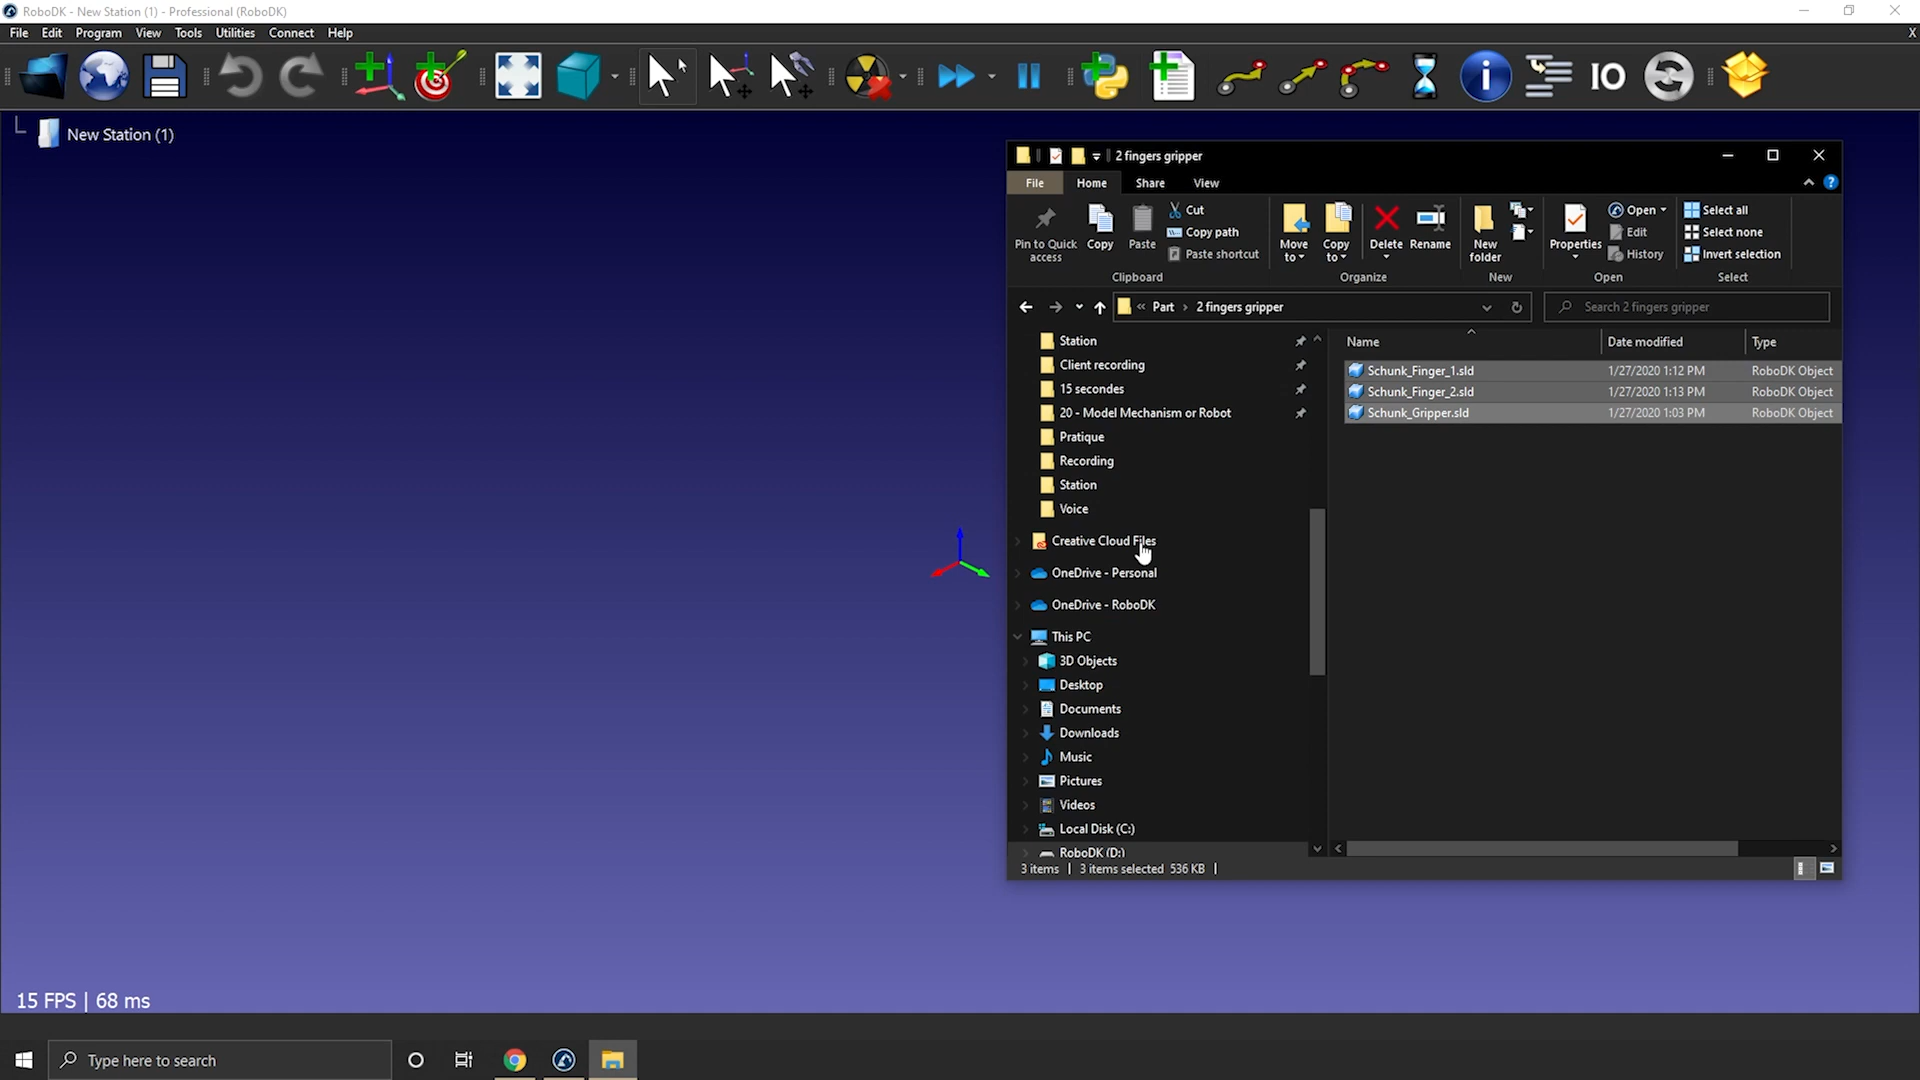 RoboDK - New Station (1) - Professional (RoboDK)
File Edit Program View Tools Utilities Connect Help X
IO
New Station (1)
2 fingers gripper
File Home Share View
Pin to Quick access
Copy
Paste
Cut
Copy path
Paste shortcut
Move to
Copy to
Delete
Rename
New folder
Properties
Open
Edit
History
Select all
Select none
Invert selection
Clipboard Organize New Open Select
« Part › 2 fingers gripper
Search 2 fingers gripper
Station
Client recording
15 secondes
20 - Model Mechanism or Robot
Pratique
Recording
Station
Voice
Creative Cloud Files
OneDrive - Personal
OneDrive - RoboDK
This PC
3D Objects
Desktop
Documents
Downloads
Music
Pictures
Videos
Local Disk (C:)
RoboDK (D:)
Name Date modified Type
Schunk_Finger_1.sld 1/27/2020 1:12 PM RoboDK Object
Schunk_Finger_2.sld 1/27/2020 1:13 PM RoboDK Object
Schunk_Gripper.sld 1/27/2020 1:03 PM RoboDK Object
3 items | 3 items selected 536 KB |
15 FPS | 68 ms
Type here to search